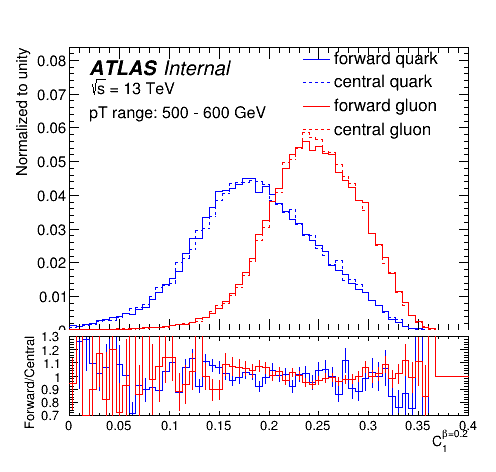 Normalized to unity
0.08
0.07
0.06
0.05
0.04
0.03
0.02
0.01
0
ATLAS Internal
√s = 13 TeV
pT range: 500 - 600 GeV
forward quark
central quark
forward gluon
central gluon
Forward/Central
1.3
1.2
1.1
1
0.9
0.8
0.7
0 0.05 0.1 0.15 0.2 0.25 0.3 0.35 0.4
C₁^β=0.2